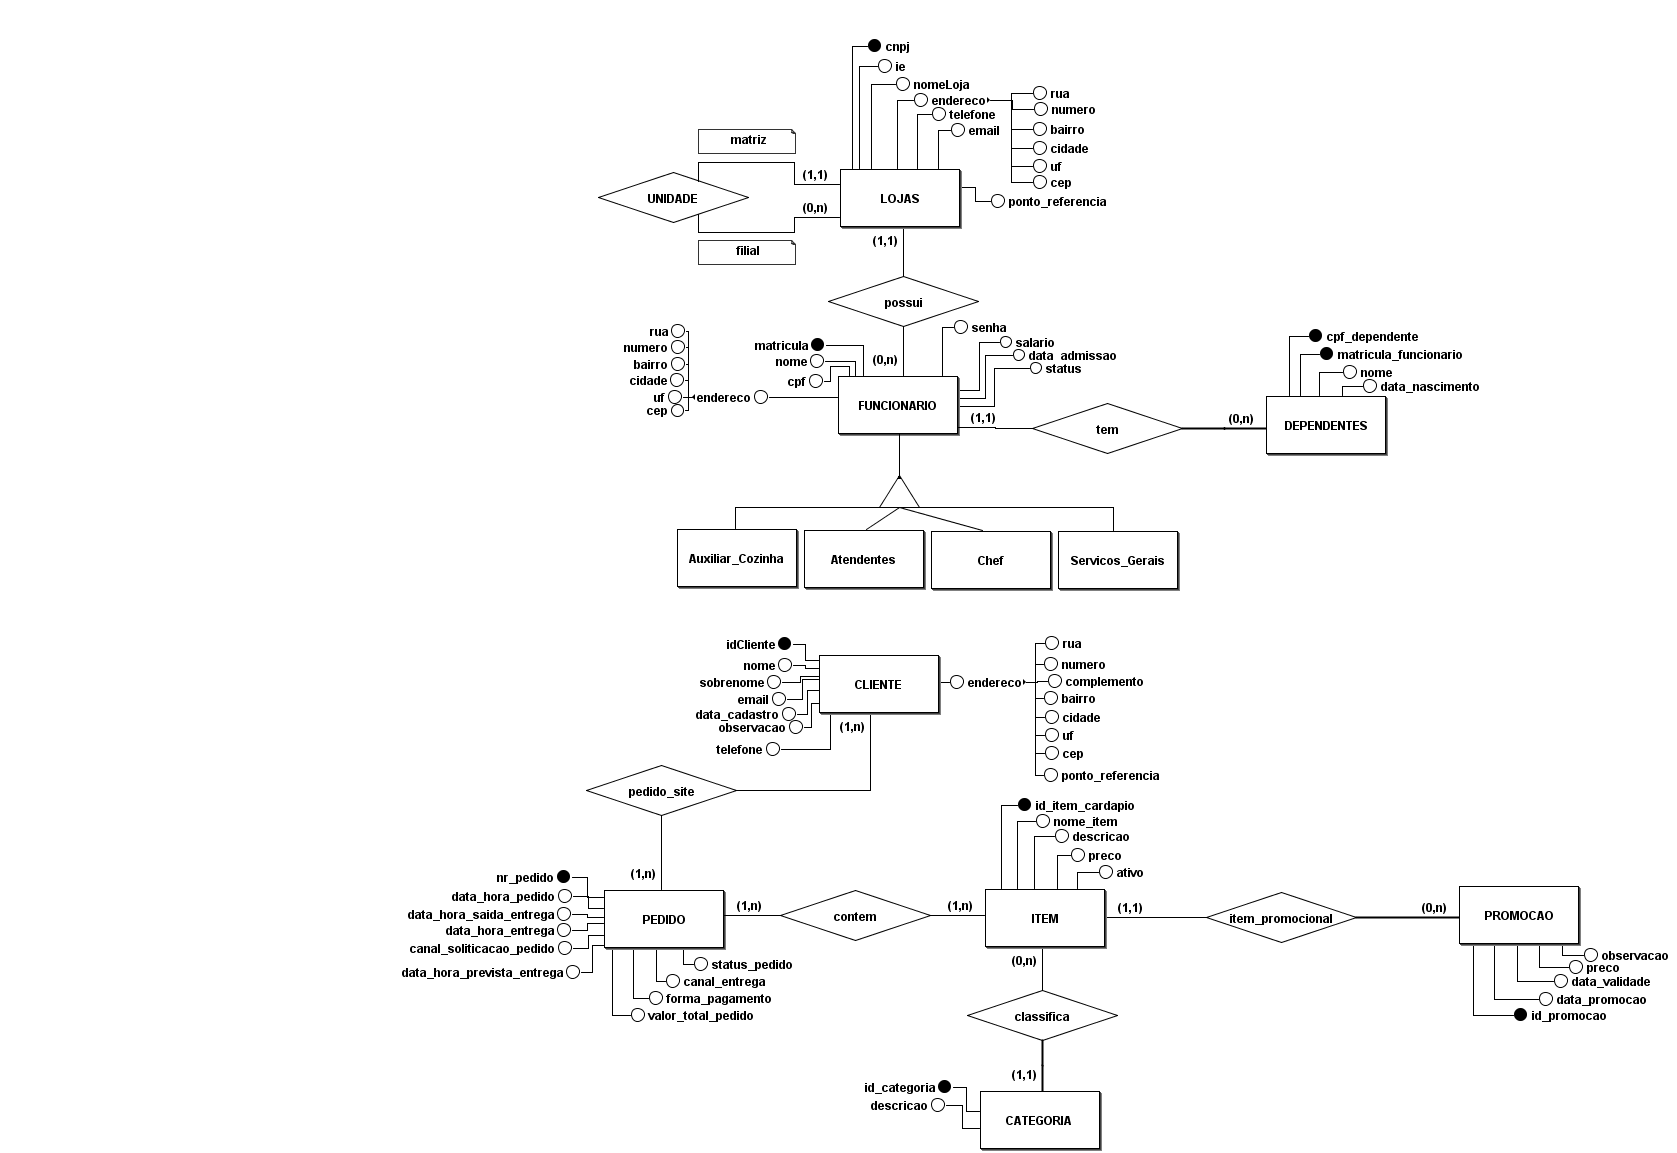 cnpj
ie
nomeLoja
endereco
telefone
email
rua
numero
bairro
cidade
uf
cep
ponto_referencia
matriz
(1,1)
UNIDADE
LOJAS
(0,n)
filial
(1,1)
possui
(0,n)
rua
numero
bairro
cidade
uf
cep
endereco
matricula
nome
cpf
senha
salario
data_admissao
status
FUNCIONARIO
(1,1)
tem
(0,n)
cpf_dependente
matricula_funcionario
nome
data_nascimento
DEPENDENTES
Auxiliar_Cozinha
Atendentes
Chef
Servicos_Gerais
idCliente
nome
sobrenome
email
data_cadastro
observacao
telefone
CLIENTE
(1,n)
endereco
rua
numero
complemento
bairro
cidade
uf
cep
ponto_referencia
pedido_site
(1,n)
nr_pedido
data_hora_pedido
data_hora_saida_entrega
data_hora_entrega
canal_soliticacao_pedido
data_hora_prevista_entrega
PEDIDO
status_pedido
canal_entrega
forma_pagamento
valor_total_pedido
(1,n)
contem
(1,n)
id_item_cardapio
nome_item
descricao
preco
ativo
ITEM
(1,1)
item_promocional
(0,n)
PROMOCAO
observacao
preco
data_validade
data_promocao
id_promocao
(0,n)
classifica
(1,1)
id_categoria
descricao
CATEGORIA